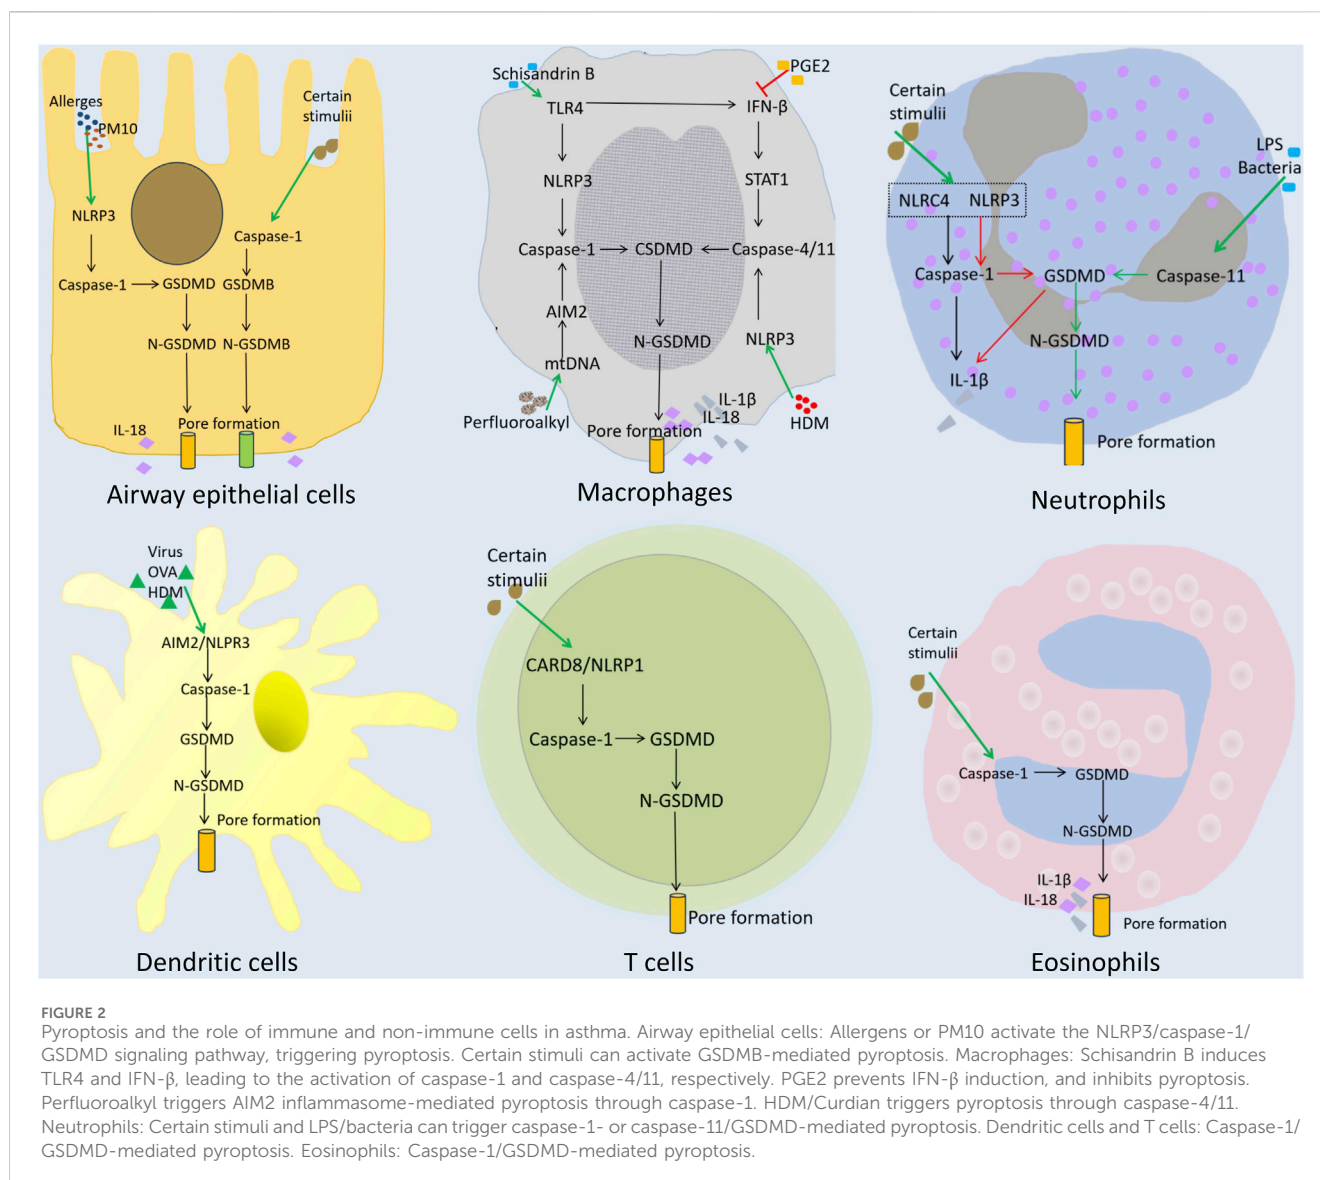 Allerges
PM10
Certain
stimulii
NLRP3
Caspase-1
Caspase-1
GSDMD
GSDMB
N-GSDMD
N-GSDMB
IL-18
Pore formation
Airway epithelial cells
Schisandrin B
PGE2
TLR4
IFN-β
NLRP3
STAT1
Caspase-1
CSDMD
Caspase-4/11
AIM2
N-GSDMD
NLRP3
mtDNA
IL-1β
IL-18
Perfluoroalkyl
HDM
Pore formation
Macrophages
Certain
stimulii
LPS
Bacteria
NLRC4
NLRP3
Caspase-1
GSDMD
Caspase-11
N-GSDMD
IL-1β
Pore formation
Neutrophils
Virus
OVA
HDM
AIM2/NLPR3
Caspase-1
GSDMD
N-GSDMD
Pore formation
Dendritic cells
Certain
stimulii
CARD8/NLRP1
Caspase-1
GSDMD
N-GSDMD
Pore formation
T cells
Certain
stimulii
Caspase-1
GSDMD
N-GSDMD
IL-1β
IL-18
Pore formation
Eosinophils
FIGURE 2
Pyroptosis and the role of immune and non-immune cells in asthma. Airway epithelial cells: Allergens or PM10 activate the NLRP3/caspase-1/
GSDMD signaling pathway, triggering pyroptosis. Certain stimuli can activate GSDMB-mediated pyroptosis. Macrophages: Schisandrin B induces
TLR4 and IFN-β, leading to the activation of caspase-1 and caspase-4/11, respectively. PGE2 prevents IFN-β induction, and inhibits pyroptosis.
Perfluoroalkyl triggers AIM2 inflammasome-mediated pyroptosis through caspase-1. HDM/Curdian triggers pyroptosis through caspase-4/11.
Neutrophils: Certain stimuli and LPS/bacteria can trigger caspase-1- or caspase-11/GSDMD-mediated pyroptosis. Dendritic cells and T cells: Caspase-1/
GSDMD-mediated pyroptosis. Eosinophils: Caspase-1/GSDMD-mediated pyroptosis.